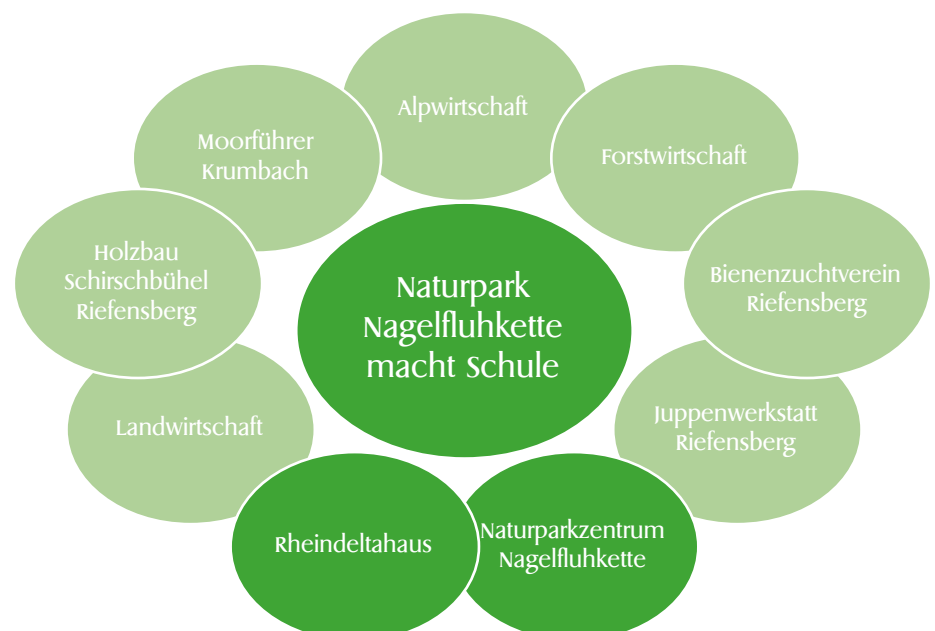 Alpwirtschaft
Moorführer
Krumbach
Forstwirtschaft
Holzbau
Schirschbühel
Riefensberg
Bienenzuchtverein
Riefensberg
Naturpark
Nagelfluhkette
macht Schule
Landwirtschaft
Juppenwerkstatt
Riefensberg
Rheindeltahaus
Naturparkzentrum
Nagelfluhkette